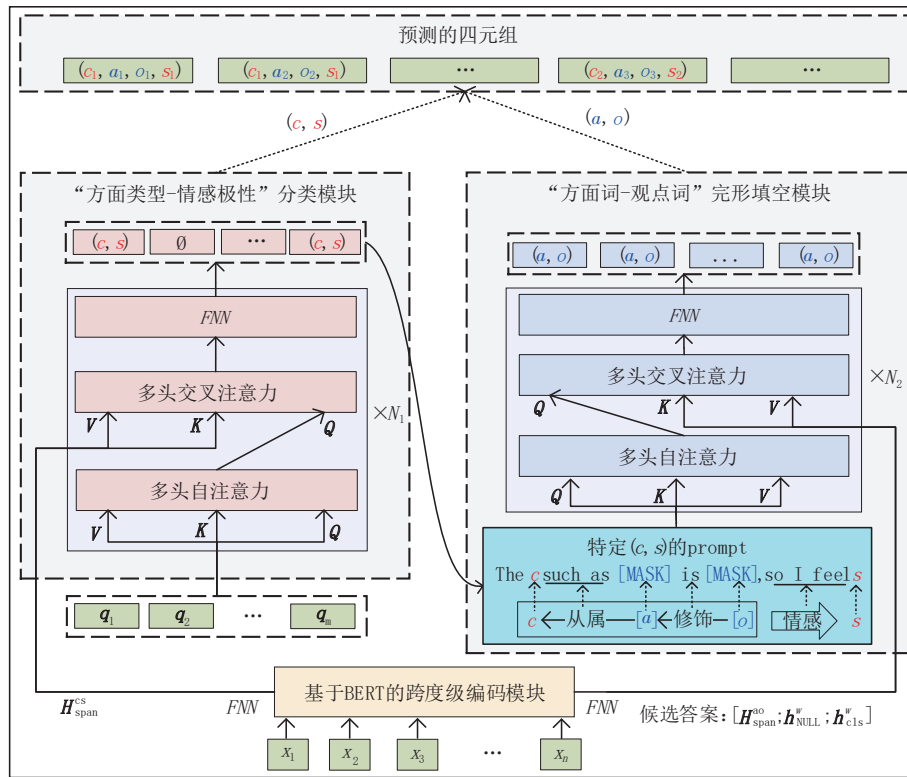 预测的四元组
(c₁, a₁, o₁, s₁) (c₁, a₂, o₂, s₁) … (c₂, a₃, o₃, s₂) …
(c, s) (a, o)
“方面类型-情感极性”分类模块
(c, s) ∅ … (c, s)
FNN
多头交叉注意力
V K Q
×N₁
多头自注意力
V K Q
q₁ q₂ … qₘ
“方面词-观点词”完形填空模块
(a, o) (a, o) ... (a, o)
FNN
多头交叉注意力
×N₂
Q K V
多头自注意力
Q K V
特定(c, s)的prompt
The c such as [MASK] is [MASK],so I feel s
c 从属 [a] 修饰 [o] 情感 s
H^cs_span FNN 基于BERT的跨度级编码模块 FNN
候选答案:[H^ao_span;h^w_NULL;h^w_cls]
x₁ x₂ x₃ … xₙ